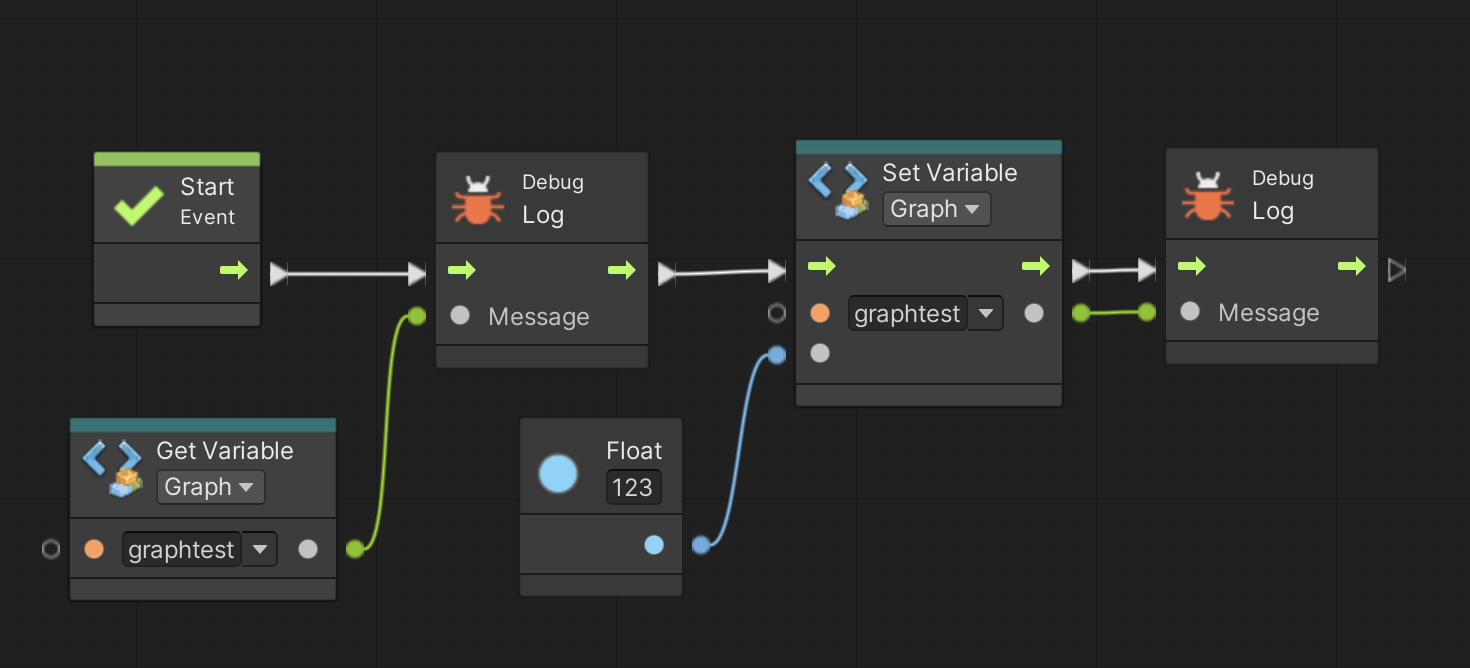 Start
Event
Debug
Log
Message
Set Variable
Graph
graphtest
Debug
Log
Message
Get Variable
Graph
graphtest
Float
123